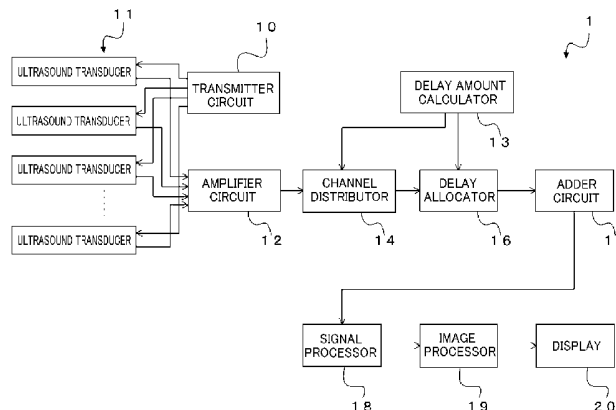 11
10
1
ULTRASOUND TRANSDUCER
TRANSMITTER
CIRCUIT
DELAY AMOUNT
CALCULATOR
13
ULTRASOUND TRANSDUCER
ULTRASOUND TRANSDUCER
AMPLIFIER
CIRCUIT
12
CHANNEL
DISTRIBUTOR
14
DELAY
ALLOCATOR
16
ADDER
CIRCUIT
1
ULTRASOUND TRANSDUCER
SIGNAL
PROCESSOR
18
IMAGE
PROCESSOR
19
DISPLAY
20